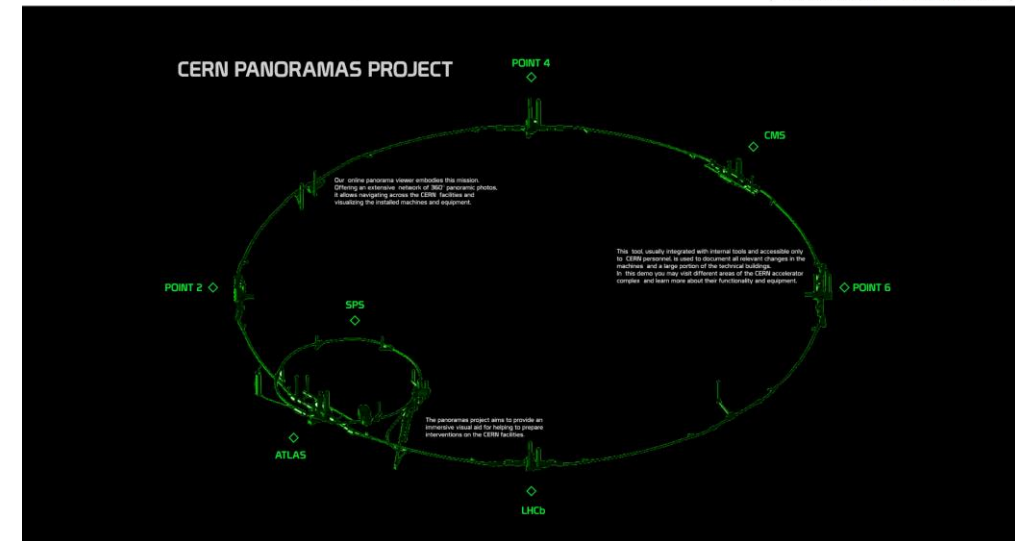 CERN PANORAMAS PROJECT
POINT 4
CMS
Our online panorama viewer embodies this mission.
Offering an extensive network of 360° panoramic photos,
it allows navigating across the CERN facilities and
visualizing the installed machines and equipment.
This tool, usually integrated with internal tools and accessible only
to CERN personnel, is used to document all relevant changes in the
machines and a large portion of the technical buildings.
In this demo you may visit different areas of the CERN accelerator
complex and learn more about their functionality and equipment.
POINT 2
POINT 6
SPS
The panoramas project aims to provide an
immersive visual aid for helping to prepare
interventions on the CERN facilities.
ATLAS
LHCb